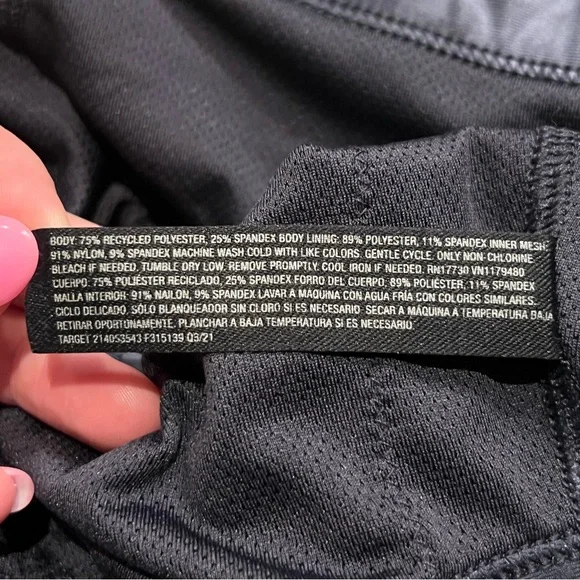 BODY: 75% RECYCLED POLYESTER, 25% SPANDEX BODY LINING: 89% POLYESTER, 11% SPANDEX INNER MESH:
91% NYLON, 9% SPANDEX MACHINE WASH COLD WITH LIKE COLORS. GENTLE CYCLE. ONLY NON-CHLORINE
BLEACH IF NEEDED. TUMBLE DRY LOW. REMOVE PROMPTLY. COOL IRON IF NEEDED. RN17730 VN1179480
CUERPO: 75% POLIÉSTER RECICLADO, 25% SPANDEX FORRO DEL CUERPO: 89% POLIÉSTER, 11% SPANDEX
MALLA INTERIOR: 91% NAILON, 9% SPANDEX LAVAR A MÁQUINA CON AGUA FRÍA CON COLORES SIMILARES.
CICLO DELICADO. SÓLO BLANQUEADOR SIN CLORO SI ES NECESARIO. SECAR A MÁQUINA A TEMPERATURA BAJA
RETIRAR OPORTONAMENTE. PLANCHAR A BAJA TEMPERATURA SI ES NECESARIO.
TARGET 214053543 F315139 Q3/21